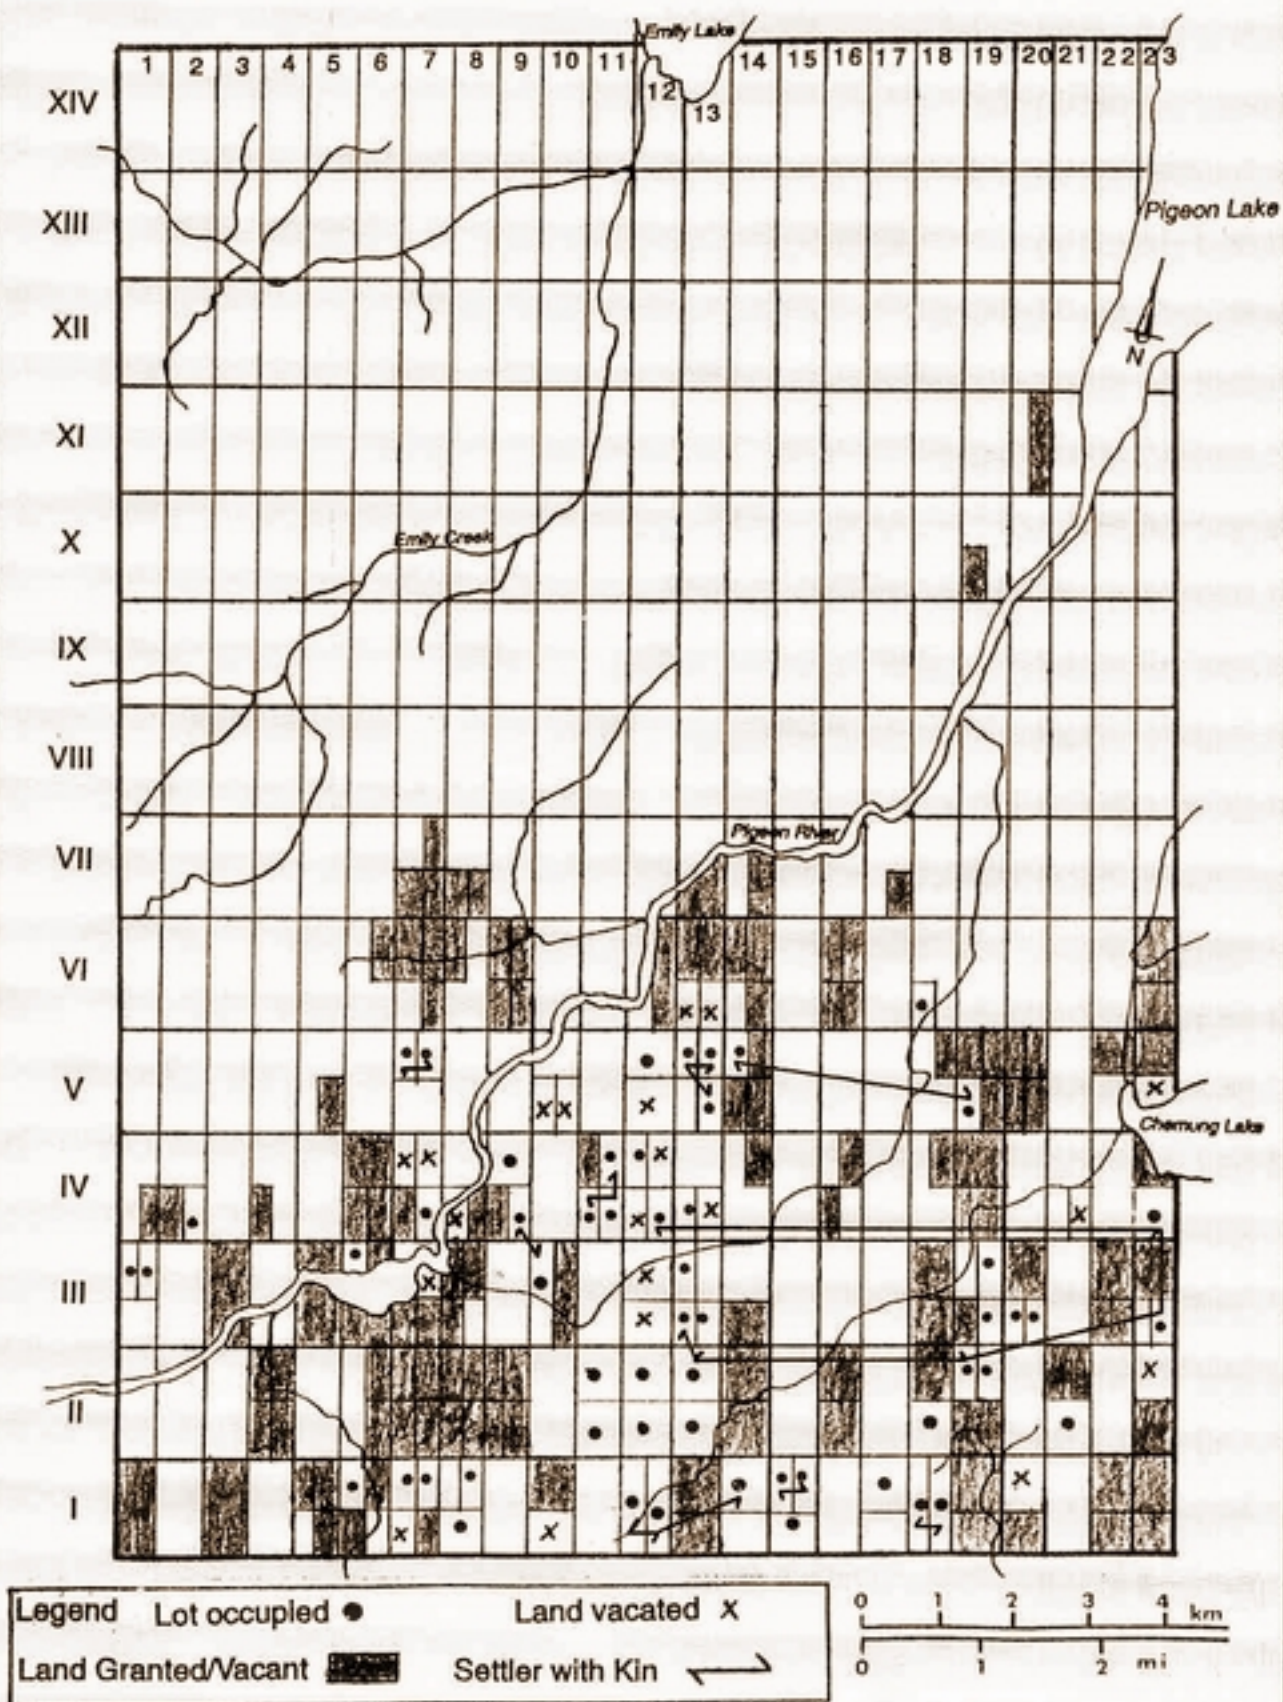 Emily Lake
1 2 3 4 5 6 7 8 9 10 11 12 13 14 15 16 17 18 19 20 21 22 23
XIV
XIII
Pigeon Lake
XII
N
XI
X
Emily Creek
IX
VIII
Pigeon River
VII
VI
V
x x
x x x x
Chemung Lake
IV
x x x
x x x x
III
x x
x
II
x
I
x
x x
Legend Lot occupied Land vacated x
Land Granted/Vacant Settler with Kin
0 1 2 3 4 km
0 1 2 mi